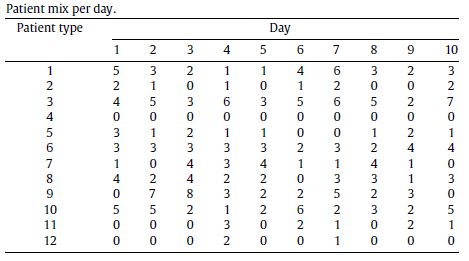 Patient mix per day.
Patient type Day
1 2 3 4 5 6 7 8 9 10
1 5 3 2 1 1 4 6 3 2 3
2 2 1 0 1 0 1 2 0 0 2
3 4 5 3 6 3 5 6 5 2 7
4 0 0 0 0 0 0 0 0 0 0
5 3 1 2 1 1 0 0 1 2 1
6 3 3 3 3 3 2 3 2 4 4
7 1 0 4 3 4 1 1 4 1 0
8 4 2 4 2 2 0 3 3 1 3
9 0 7 8 3 2 2 5 2 3 0
10 5 5 2 1 2 6 2 3 2 5
11 0 0 0 3 0 2 1 0 2 1
12 0 0 0 2 0 0 1 0 0 0